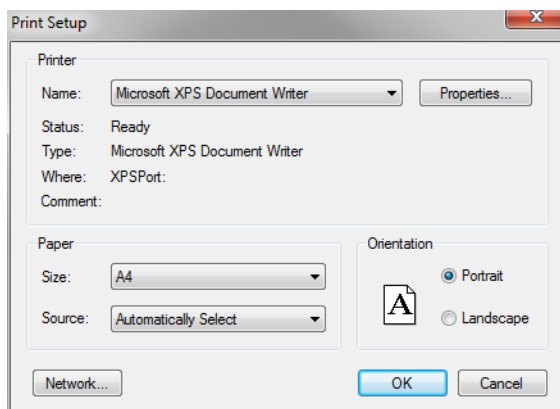 Print Setup
Printer
Name: Microsoft XPS Document Writer Properties...
Status: Ready
Type: Microsoft XPS Document Writer
Where: XPSPort:
Comment:
Paper
Size: A4
Source: Automatically Select
Orientation
A
Portrait
Landscape
Network... OK Cancel